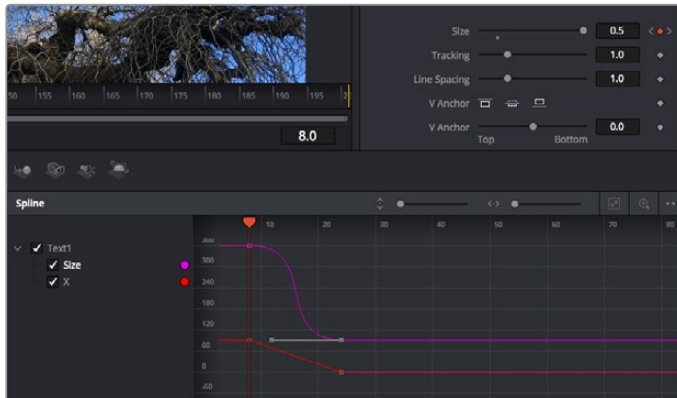 Size 0.5
Tracking 1.0
Line Spacing 1.0
V Anchor
V Anchor 0.0
Top Bottom
50 155 160 165 170 175 180 185 190 195
8.0
Spline
10 20 30 40 50 60 70 80
Text1
Size
X
360
300
240
180
120
60
0
-60